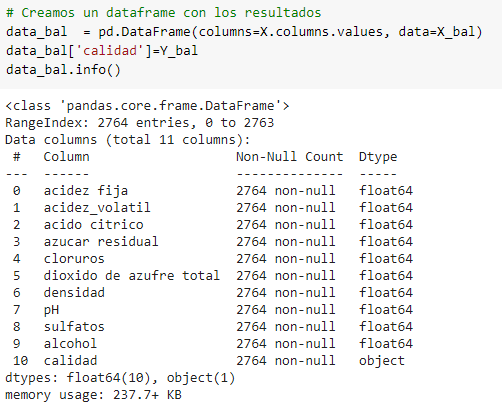 # Creamos un dataframe con los resultados
data_bal  = pd.DataFrame(columns=X.columns.values, data=X_bal)
data_bal['calidad']=Y_bal
data_bal.info()
<class 'pandas.core.frame.DataFrame'>
RangeIndex: 2764 entries, 0 to 2763
Data columns (total 11 columns):
 #   Column                   Non-Null Count  Dtype
---  ------                   --------------  -----
 0   acidez fija              2764 non-null   float64
 1   acidez_volatil           2764 non-null   float64
 2   acido citrico            2764 non-null   float64
 3   azucar residual          2764 non-null   float64
 4   cloruros                 2764 non-null   float64
 5   dioxido de azufre total  2764 non-null   float64
 6   densidad                 2764 non-null   float64
 7   pH                       2764 non-null   float64
 8   sulfatos                 2764 non-null   float64
 9   alcohol                  2764 non-null   float64
 10  calidad                  2764 non-null   object
dtypes: float64(10), object(1)
memory usage: 237.7+ KB